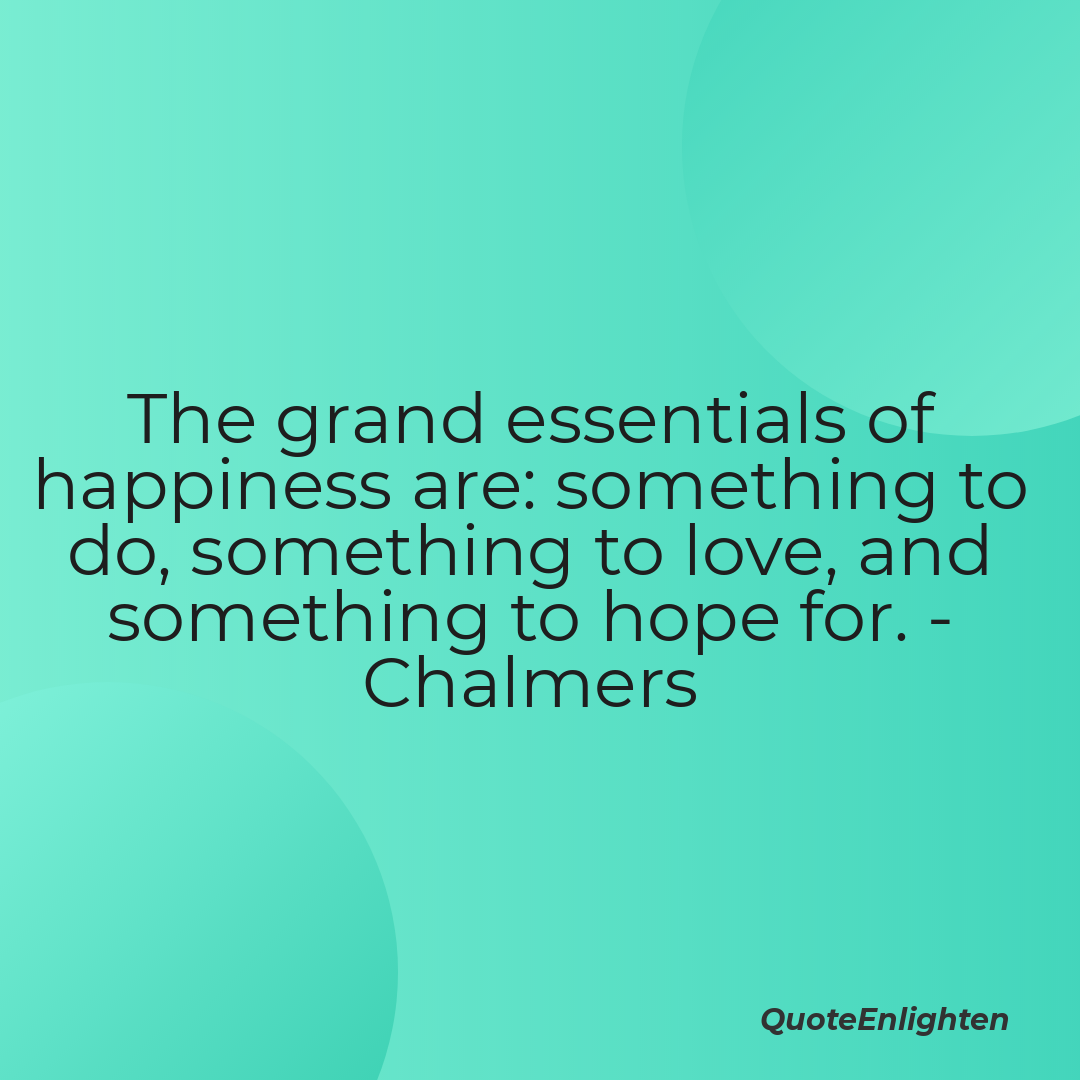 The grand essentials of
happiness are: something to
do, something to love, and
something to hope for. -
Chalmers
QuoteEnlighten